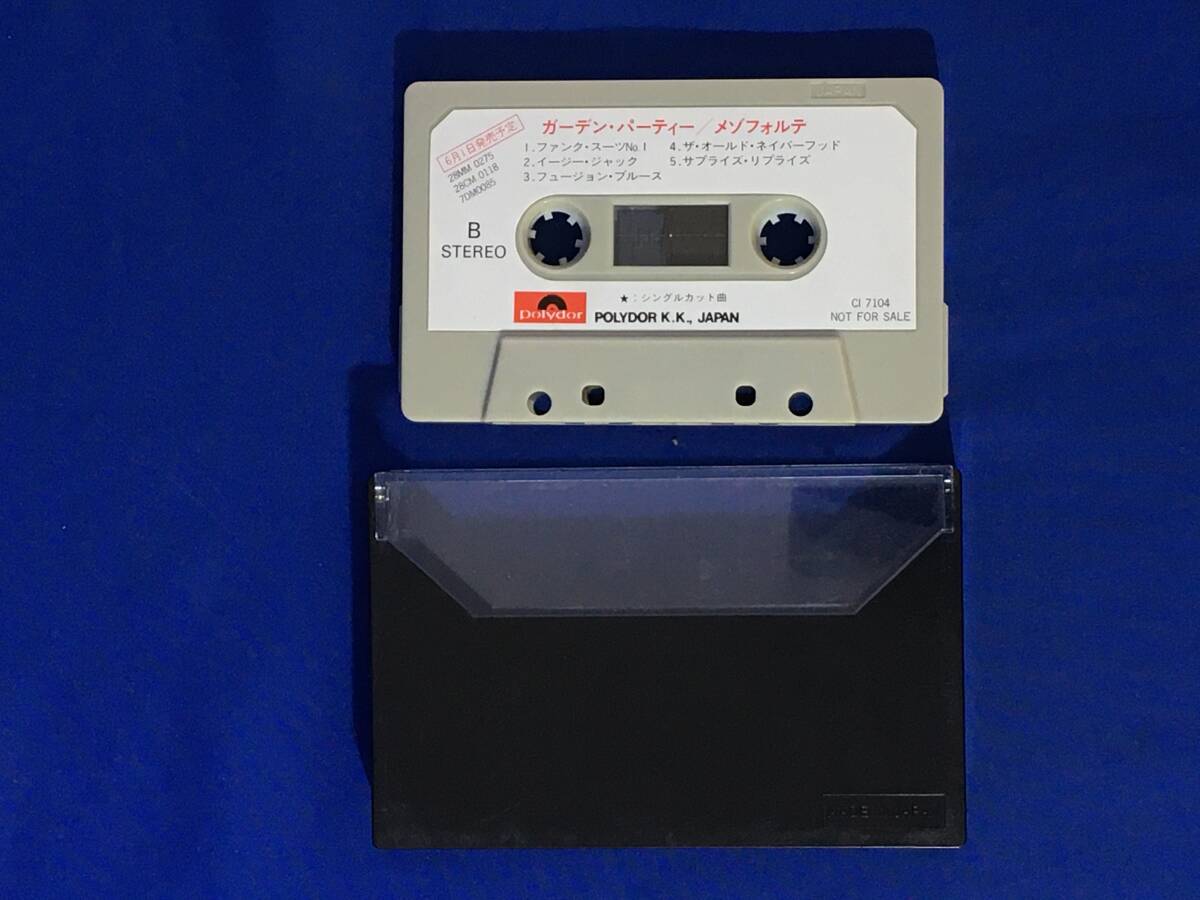 JAPAN
6月1日発売予定
28MM 0275
28CM 0118
7DM0085
ガーデン・パーティー/メゾフォルテ
1. ファンク・スーツNo.1
2. イージー・ジャック
3. フュージョン・ブルース
4. ザ・オールド・ネイバーフッド
5. サプライズ・リプライズ
B
STEREO
polydor
★:シングルカット曲
POLYDOR K.K., JAPAN
CI 7104
NOT FOR SALE
MADE IN JAPAN